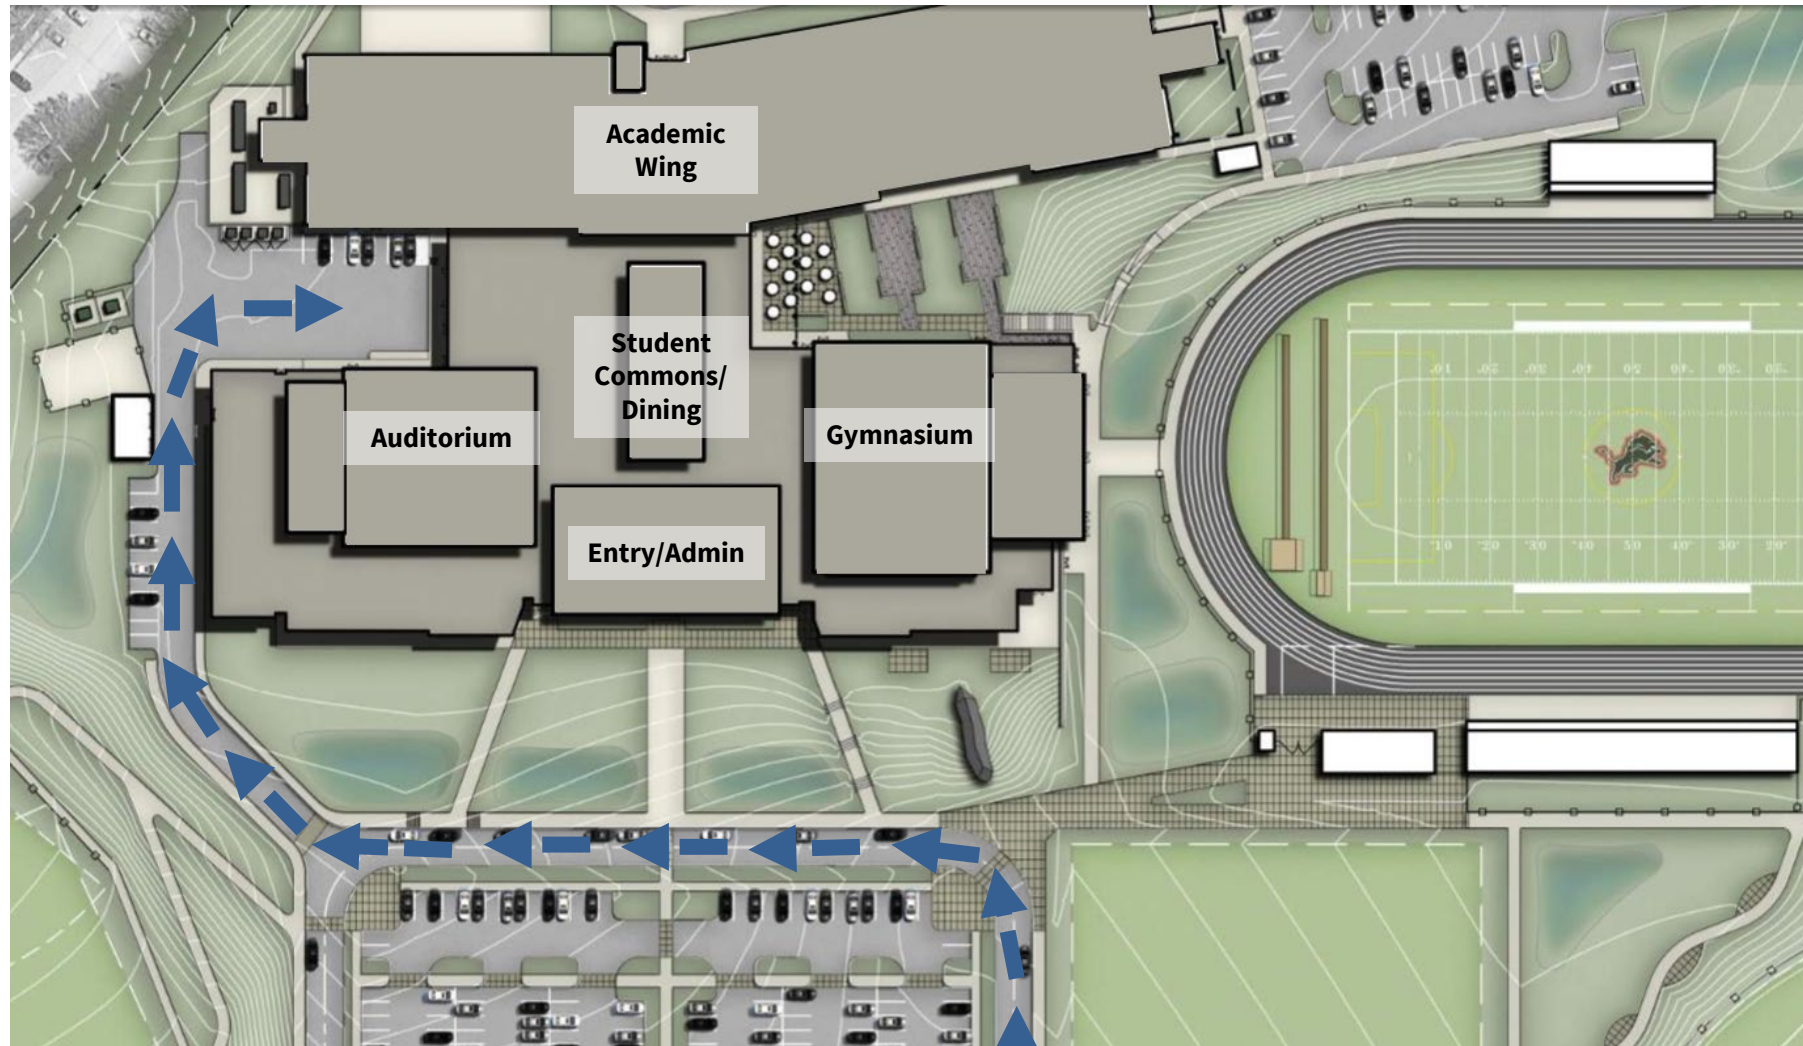 Academic
Wing
Student
Commons/
Dining
Auditorium
Gymnasium
Entry/Admin